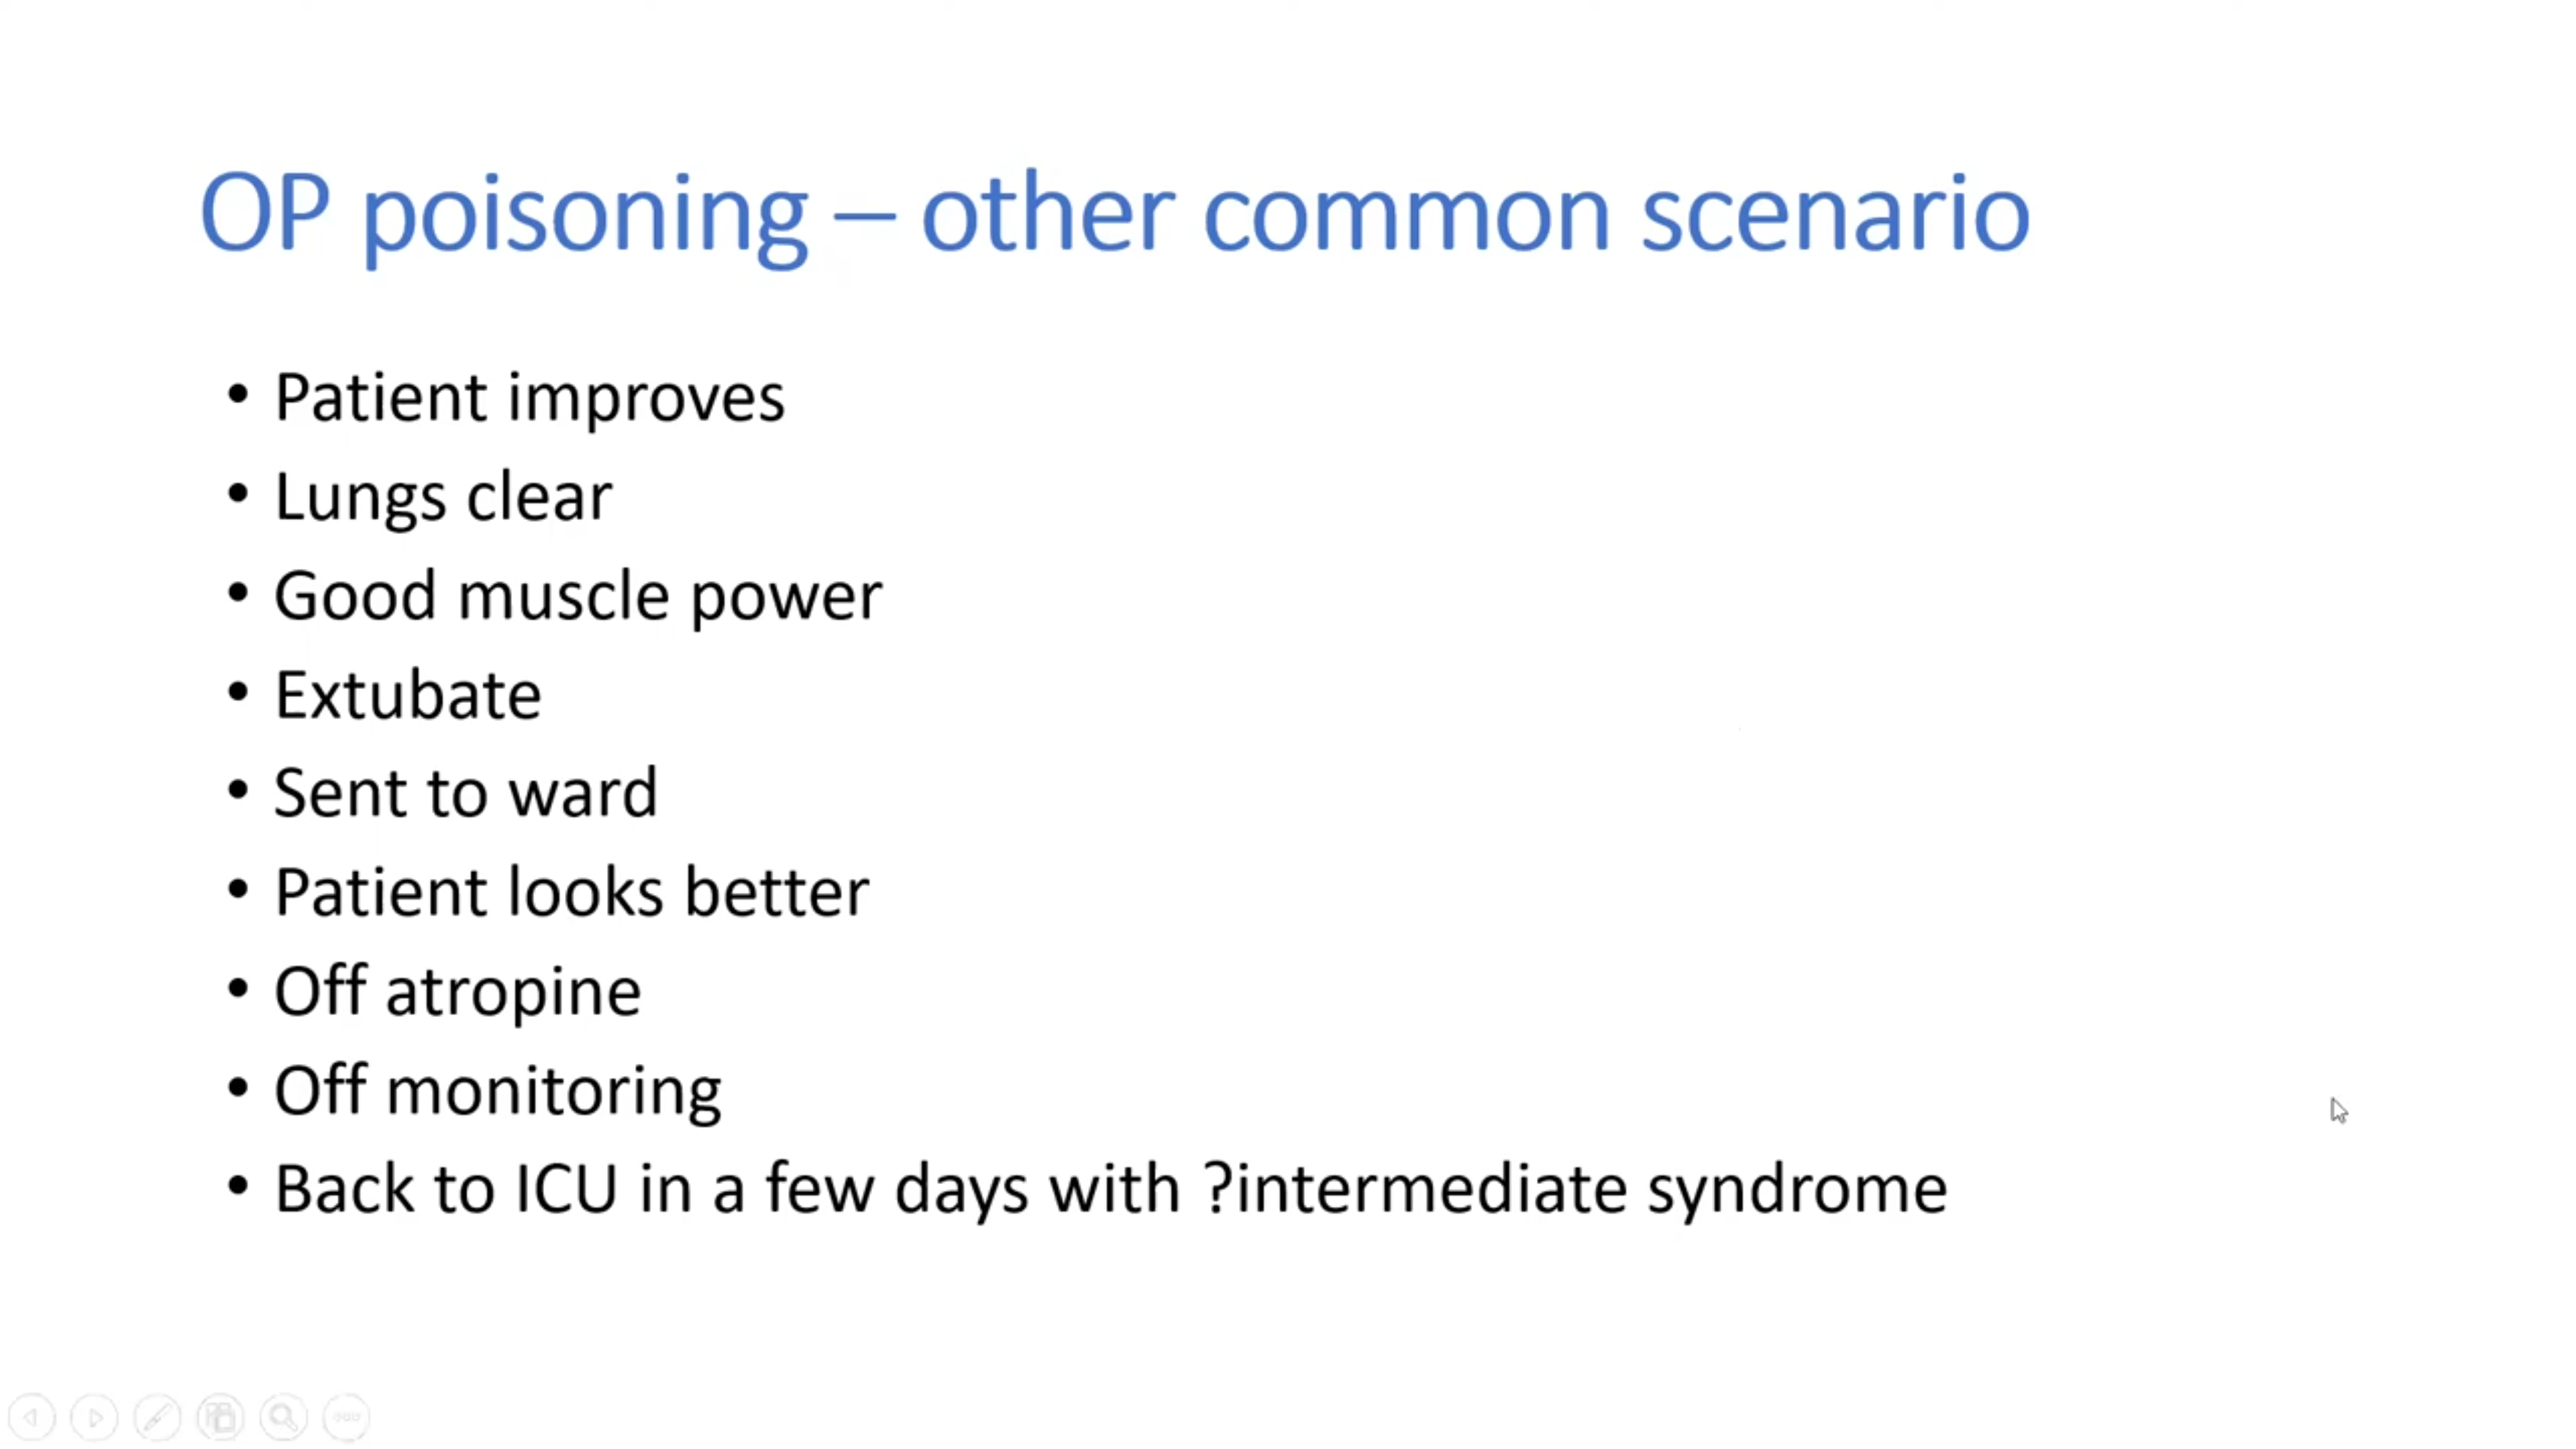 OP poisoning – other common scenario
• Patient improves
• Lungs clear
• Good muscle power
• Extubate
• Sent to ward
• Patient looks better
• Off atropine
• Off monitoring
• Back to ICU in a few days with ?intermediate syndrome